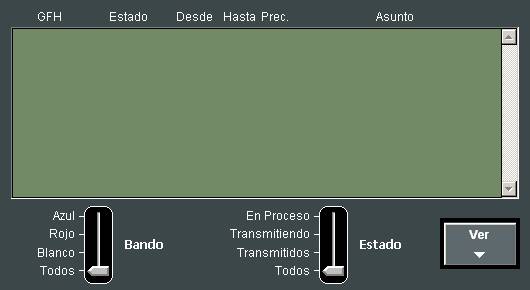 GFH Estado Desde Hasta Prec. Asunto
Azul
Rojo
Blanco
Todos
Bando
En Proceso
Transmitiendo
Transmitidos
Todos
Estado
Ver